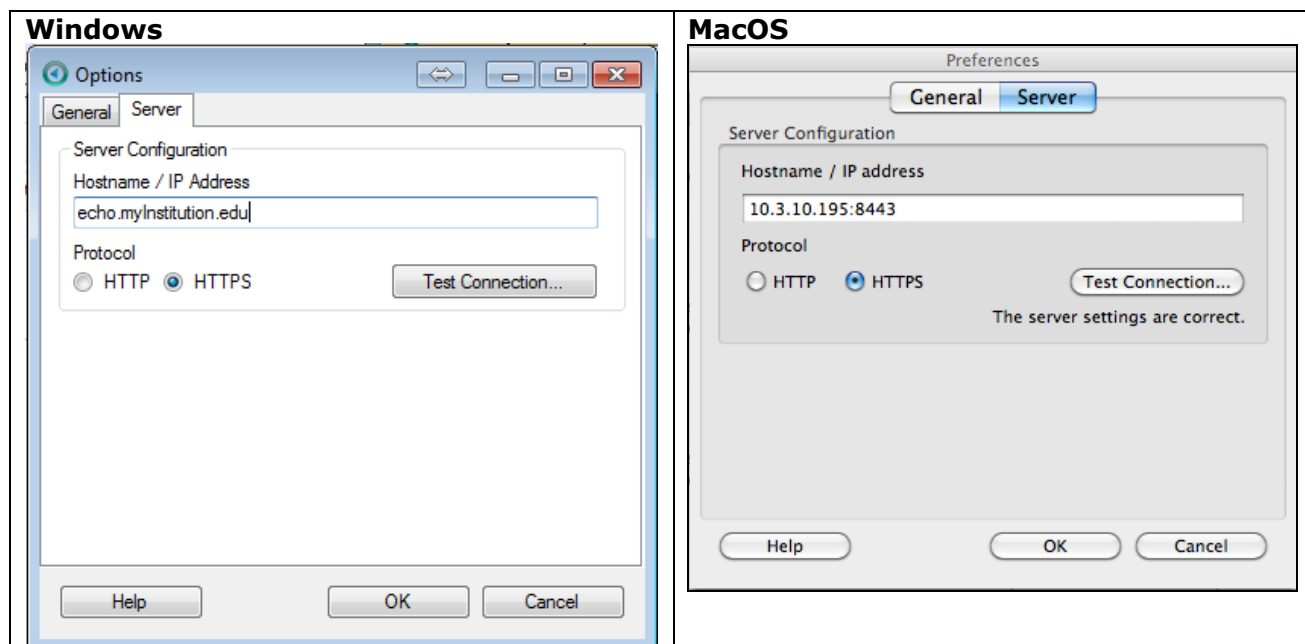 Windows
Options
General Server
Server Configuration
Hostname / IP Address
echo.myInstitution.edu
Protocol
HTTP HTTPS Test Connection...
Help OK Cancel
MacOS
Preferences
General Server
Server Configuration
Hostname / IP address
10.3.10.195:8443
Protocol
HTTP HTTPS Test Connection...
The server settings are correct.
Help OK Cancel